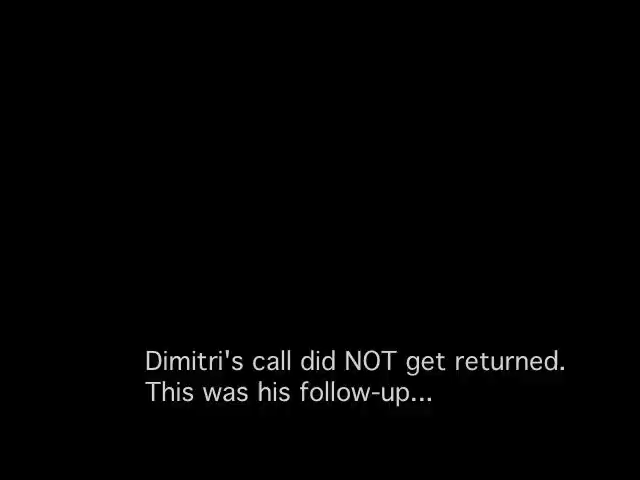 Dimitri's call did NOT get returned.
This was his follow-up...